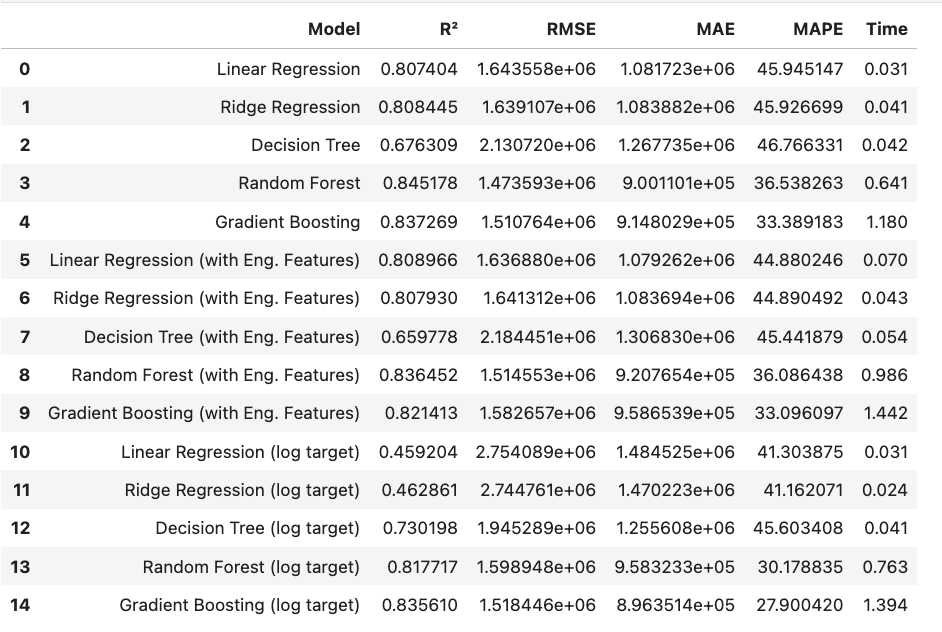 Model R² RMSE MAE MAPE Time
0 Linear Regression 0.807404 1.643558e+06 1.081723e+06 45.945147 0.031
1 Ridge Regression 0.808445 1.639107e+06 1.083882e+06 45.926699 0.041
2 Decision Tree 0.676309 2.130720e+06 1.267735e+06 46.766331 0.042
3 Random Forest 0.845178 1.473593e+06 9.001101e+05 36.538263 0.641
4 Gradient Boosting 0.837269 1.510764e+06 9.148029e+05 33.389183 1.180
5 Linear Regression (with Eng. Features) 0.808966 1.636880e+06 1.079262e+06 44.880246 0.070
6 Ridge Regression (with Eng. Features) 0.807930 1.641312e+06 1.083694e+06 44.890492 0.043
7 Decision Tree (with Eng. Features) 0.659778 2.184451e+06 1.306830e+06 45.441879 0.054
8 Random Forest (with Eng. Features) 0.836452 1.514553e+06 9.207654e+05 36.086438 0.986
9 Gradient Boosting (with Eng. Features) 0.821413 1.582657e+06 9.586539e+05 33.096097 1.442
10 Linear Regression (log target) 0.459204 2.754089e+06 1.484525e+06 41.303875 0.031
11 Ridge Regression (log target) 0.462861 2.744761e+06 1.470223e+06 41.162071 0.024
12 Decision Tree (log target) 0.730198 1.945289e+06 1.255608e+06 45.603408 0.041
13 Random Forest (log target) 0.817717 1.598948e+06 9.583233e+05 30.178835 0.763
14 Gradient Boosting (log target) 0.835610 1.518446e+06 8.963514e+05 27.900420 1.394